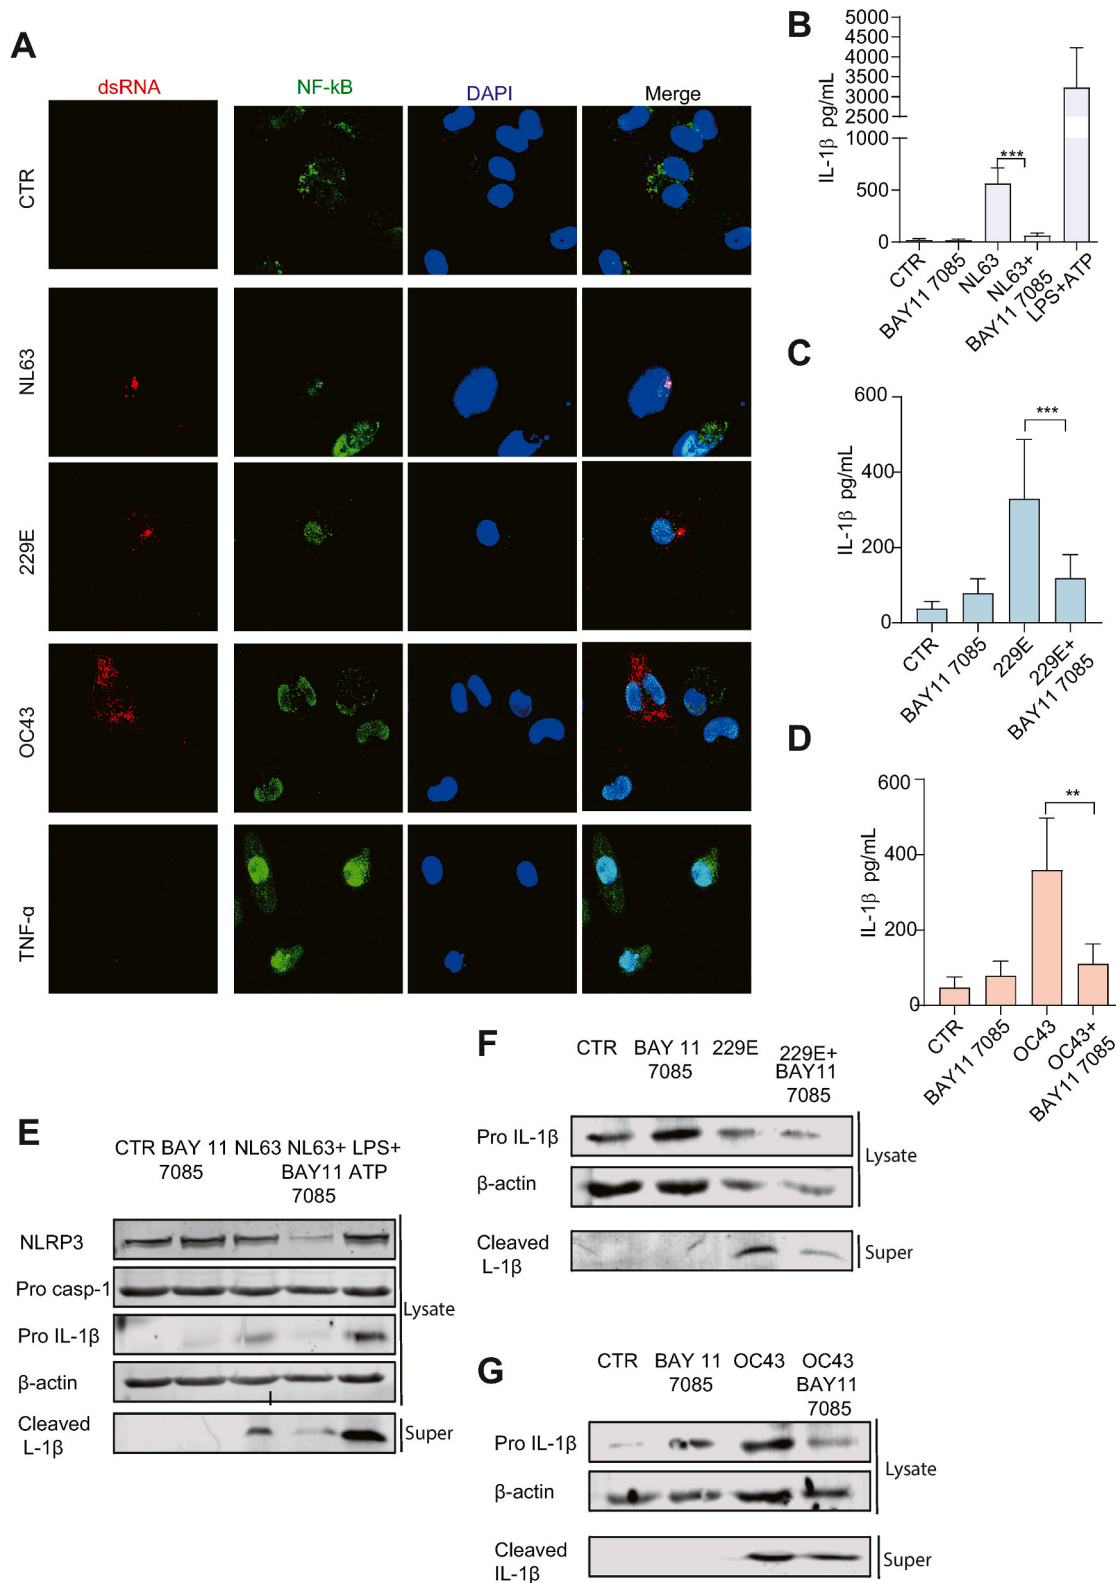 A
dsRNA
NF-kB
DAPI
Merge
CTR
NL63
229E
OC43
TNF-α
B
IL-1β pg/mL
5000
4500
4000
3500
3000
2500
1000
500
0
***
CTR
BAY11 7085
NL63
NL63+
BAY11 7085
LPS+ATP
C
IL-1β pg/mL
600
400
200
0
***
CTR
BAY11 7085
229E
229E+
BAY11 7085
D
IL-1β pg/mL
600
400
200
0
**
CTR
BAY11 7085
OC43
OC43+
BAY11 7085
E
CTR BAY 11 NL63 NL63+ LPS+
7085 BAY11 ATP
7085
NLRP3
Pro casp-1
Pro IL-1β
β-actin
Lysate
Cleaved
L-1β
Super
F
CTR BAY 11 229E 229E+
7085 BAY11
7085
Pro IL-1β
β-actin
Lysate
Cleaved
L-1β
Super
G
CTR BAY 11 OC43 OC43
7085 BAY11
7085
Pro IL-1β
β-actin
Lysate
Cleaved
IL-1β
Super